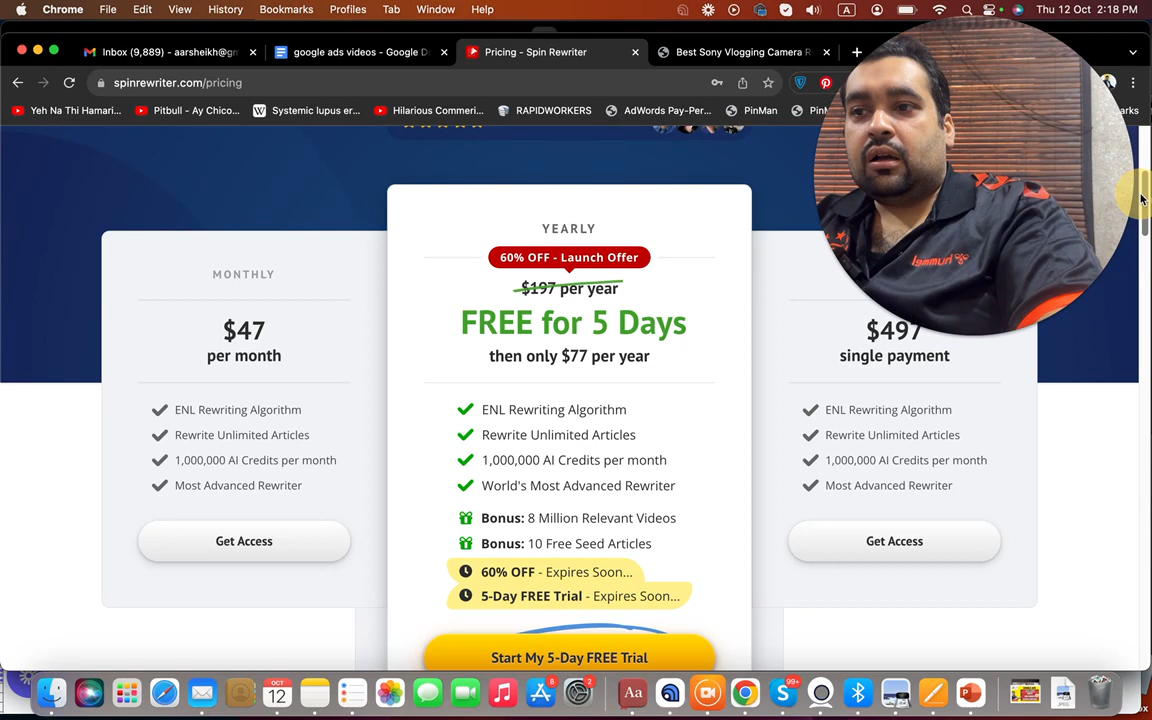 Chrome File Edit View History Bookmarks Profiles Tab Window Help
A
Thu 12 Oct 2:18 PM
Inbox (9,889) - aarsheikh@gm
google ads videos - Google D
Pricing - Spin Rewriter
Best Sony Vlogging Camera R
spinrewriter.com/pricing
Yeh Na Thi Hamari...
Pitbull - Ay Chico...
Systemic lupus er...
Hilarious Commeri...
RAPIDWORKERS
AdWords Pay-Per...
PinMan
MONTHLY
$47
per month
ENL Rewriting Algorithm
Rewrite Unlimited Articles
1,000,000 AI Credits per month
Most Advanced Rewriter
Get Access
YEARLY
60% OFF - Launch Offer
$197 per year
FREE for 5 Days
then only $77 per year
ENL Rewriting Algorithm
Rewrite Unlimited Articles
1,000,000 AI Credits per month
World's Most Advanced Rewriter
Bonus: 8 Million Relevant Videos
Bonus: 10 Free Seed Articles
60% OFF - Expires Soon...
5-Day FREE Trial - Expires Soon...
Start My 5-Day FREE Trial
$497
single payment
ENL Rewriting Algorithm
Rewrite Unlimited Articles
1,000,000 AI Credits per month
Most Advanced Rewriter
Get Access
OCT
12
8
2
Aa
99+